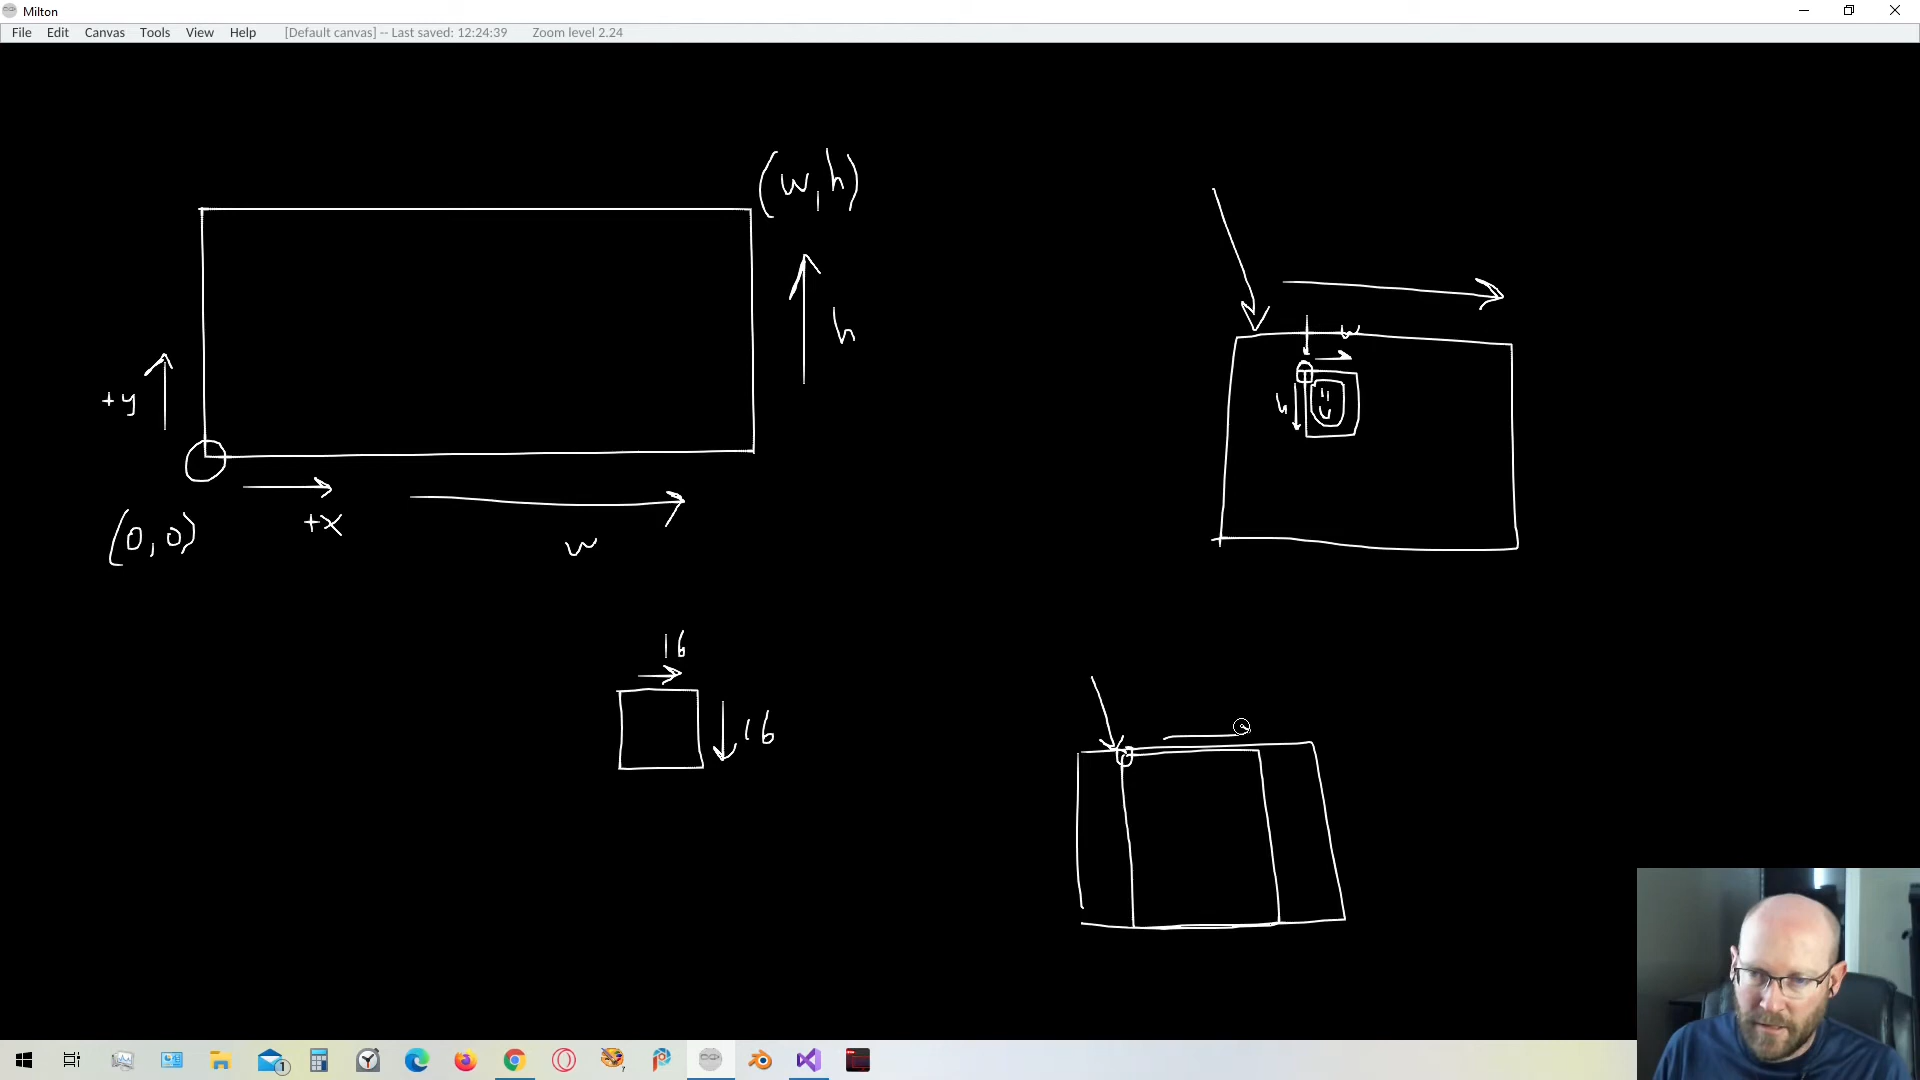 Milton
File Edit Canvas Tools View Help [Default canvas] -- Last saved: 12:24:39 Zoom level 2.24
(w,h)
h
+y
+x
w
(0,0)
w
h
16
16
1